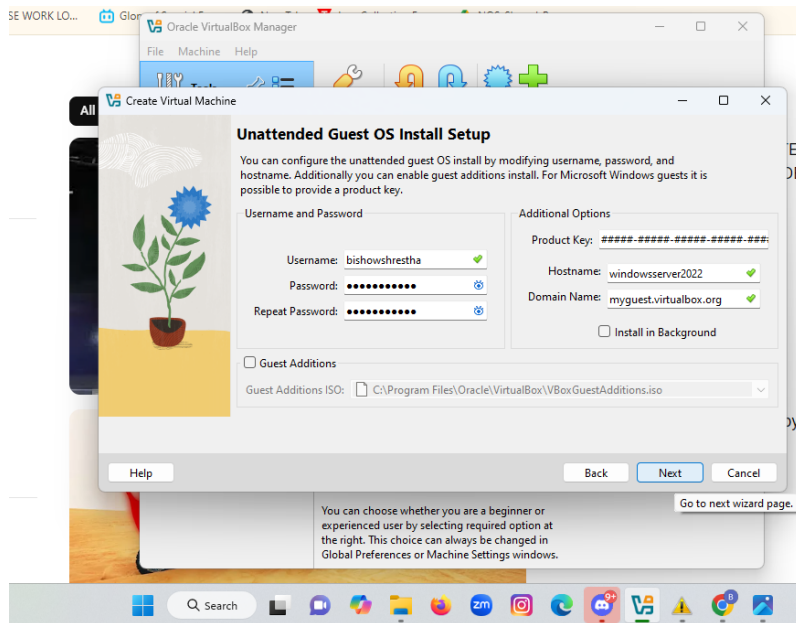 SE WORK LO...
Oracle VirtualBox Manager
File Machine Help
All
Create Virtual Machine
Unattended Guest OS Install Setup
You can configure the unattended guest OS install by modifying username, password, and
hostname. Additionally you can enable guest additions install. For Microsoft Windows guests it is
possible to provide a product key.
Username and Password
Username: bishowshrestha
Password: ●●●●●●●●●●●
Repeat Password: ●●●●●●●●●●●
Additional Options
Product Key: #####-#####-#####-#####-###
Hostname: windowsserver2022
Domain Name: myguest.virtualbox.org
Install in Background
Guest Additions
Guest Additions ISO: C:\Program Files\Oracle\VirtualBox\VBoxGuestAdditions.iso
Help
Back
Next
Cancel
Go to next wizard page.
You can choose whether you are a beginner or
experienced user by selecting required option at
the right. This choice can always be changed in
Global Preferences or Machine Settings windows.
Search
zm
9+
B